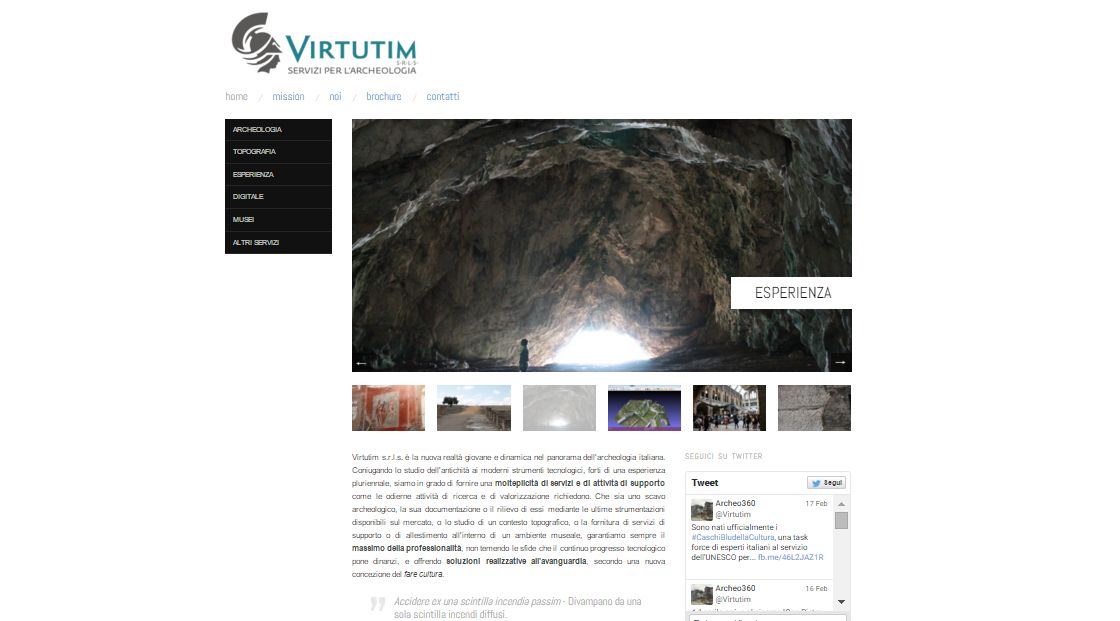 VIRTUTIM
S·R·L·S
SERVIZI PER L'ARCHEOLOGIA
home / mission / noi / brochure / contatti
ARCHEOLOGIA
TOPOGRAFIA
ESPERIENZA
DIGITALE
MUSEI
ALTRI SERVIZI
ESPERIENZA
← →
Virtutim s.r.l.s. è la nuova realtà giovane e dinamica nel panorama dell'archeologia italiana.
Coniugando lo studio dell'antichità ai moderni strumenti tecnologici, forti di una esperienza
pluriennale, siamo in grado di fornire una molteplicità di servizi e di attività di supporto
come le odierne attività di ricerca e di valorizzazione richiedono. Che sia uno scavo
archeologico, la sua documentazione o il rilievo di essi mediante le ultime strumentazioni
disponibili sul mercato, o lo studio di un contesto topografico, o la fornitura di servizi di
supporto o di allestimento all'interno di un ambiente museale, garantiamo sempre il
massimo della professionalità, non temendo le sfide che il continuo progresso tecnologico
pone dinanzi, e offrendo soluzioni realizzative all'avanguardia, secondo una nuova
concezione del fare cultura.
Accidere ex una scintilla incendia passim - Divampano da una
sola scintilla incendi diffusi.
SEGUICI SU TWITTER
Tweet Segui
Archeo360 17 Feb
@Virtutim
Sono nati ufficialmente i
#CaschiBludellaCultura, una task
force di esperti italiani al servizio
dell'UNESCO per... fb.me/46L2JAZ1R
Archeo360 16 Feb
@Virtutim